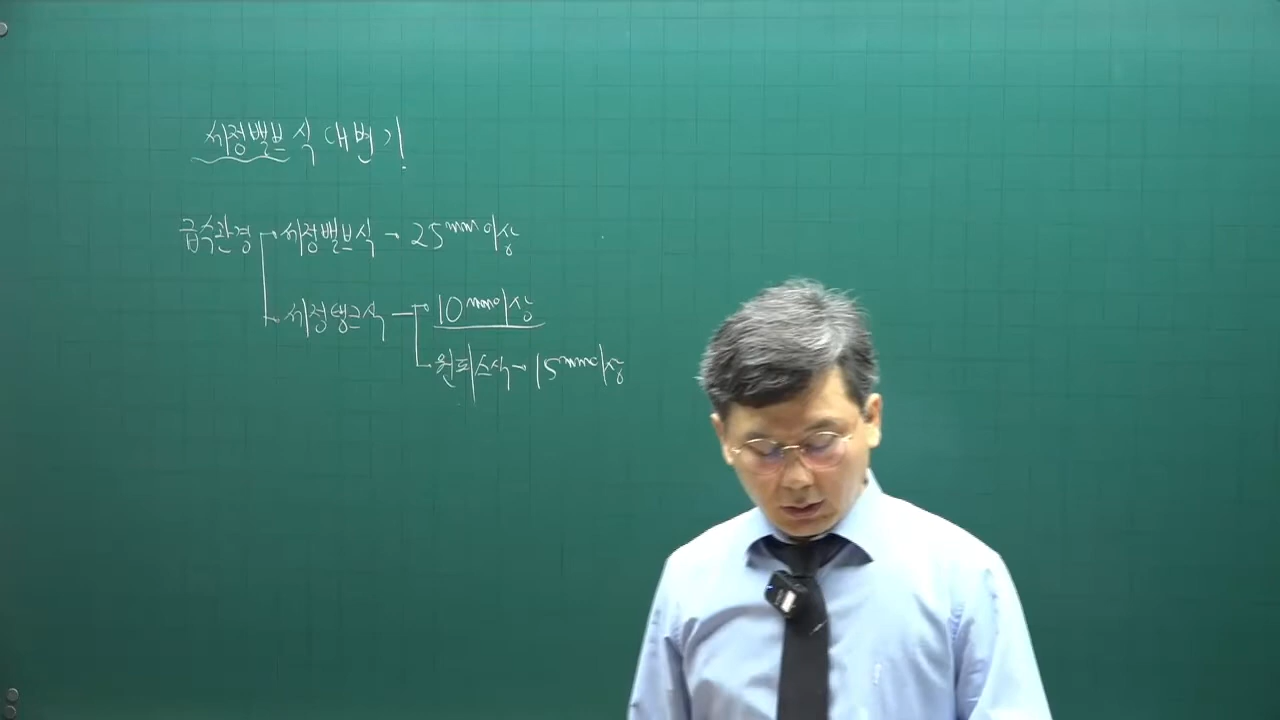 세정밸브식 대변기
급수관경 세정밸브식 → 25mm 이상
세정탱크식 10mm 이상
원피스식 → 15mm 이상